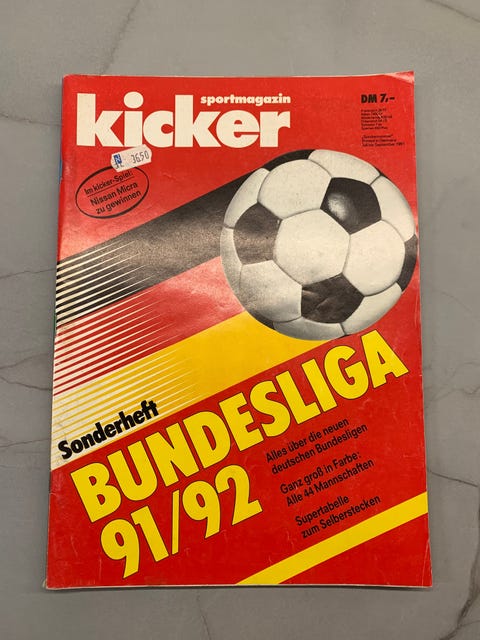 sportmagazin
kicker
DM 7,–
Im kicker-Spiel:
Nissan Micra
zu gewinnen
Sonderheft
BUNDESLIGA
91/92
Alles über die neuen
deutschen Bundesligen
Ganz groß in Farbe:
Alle 44 Mannschaften
Supertabelle
zum Selberstecken